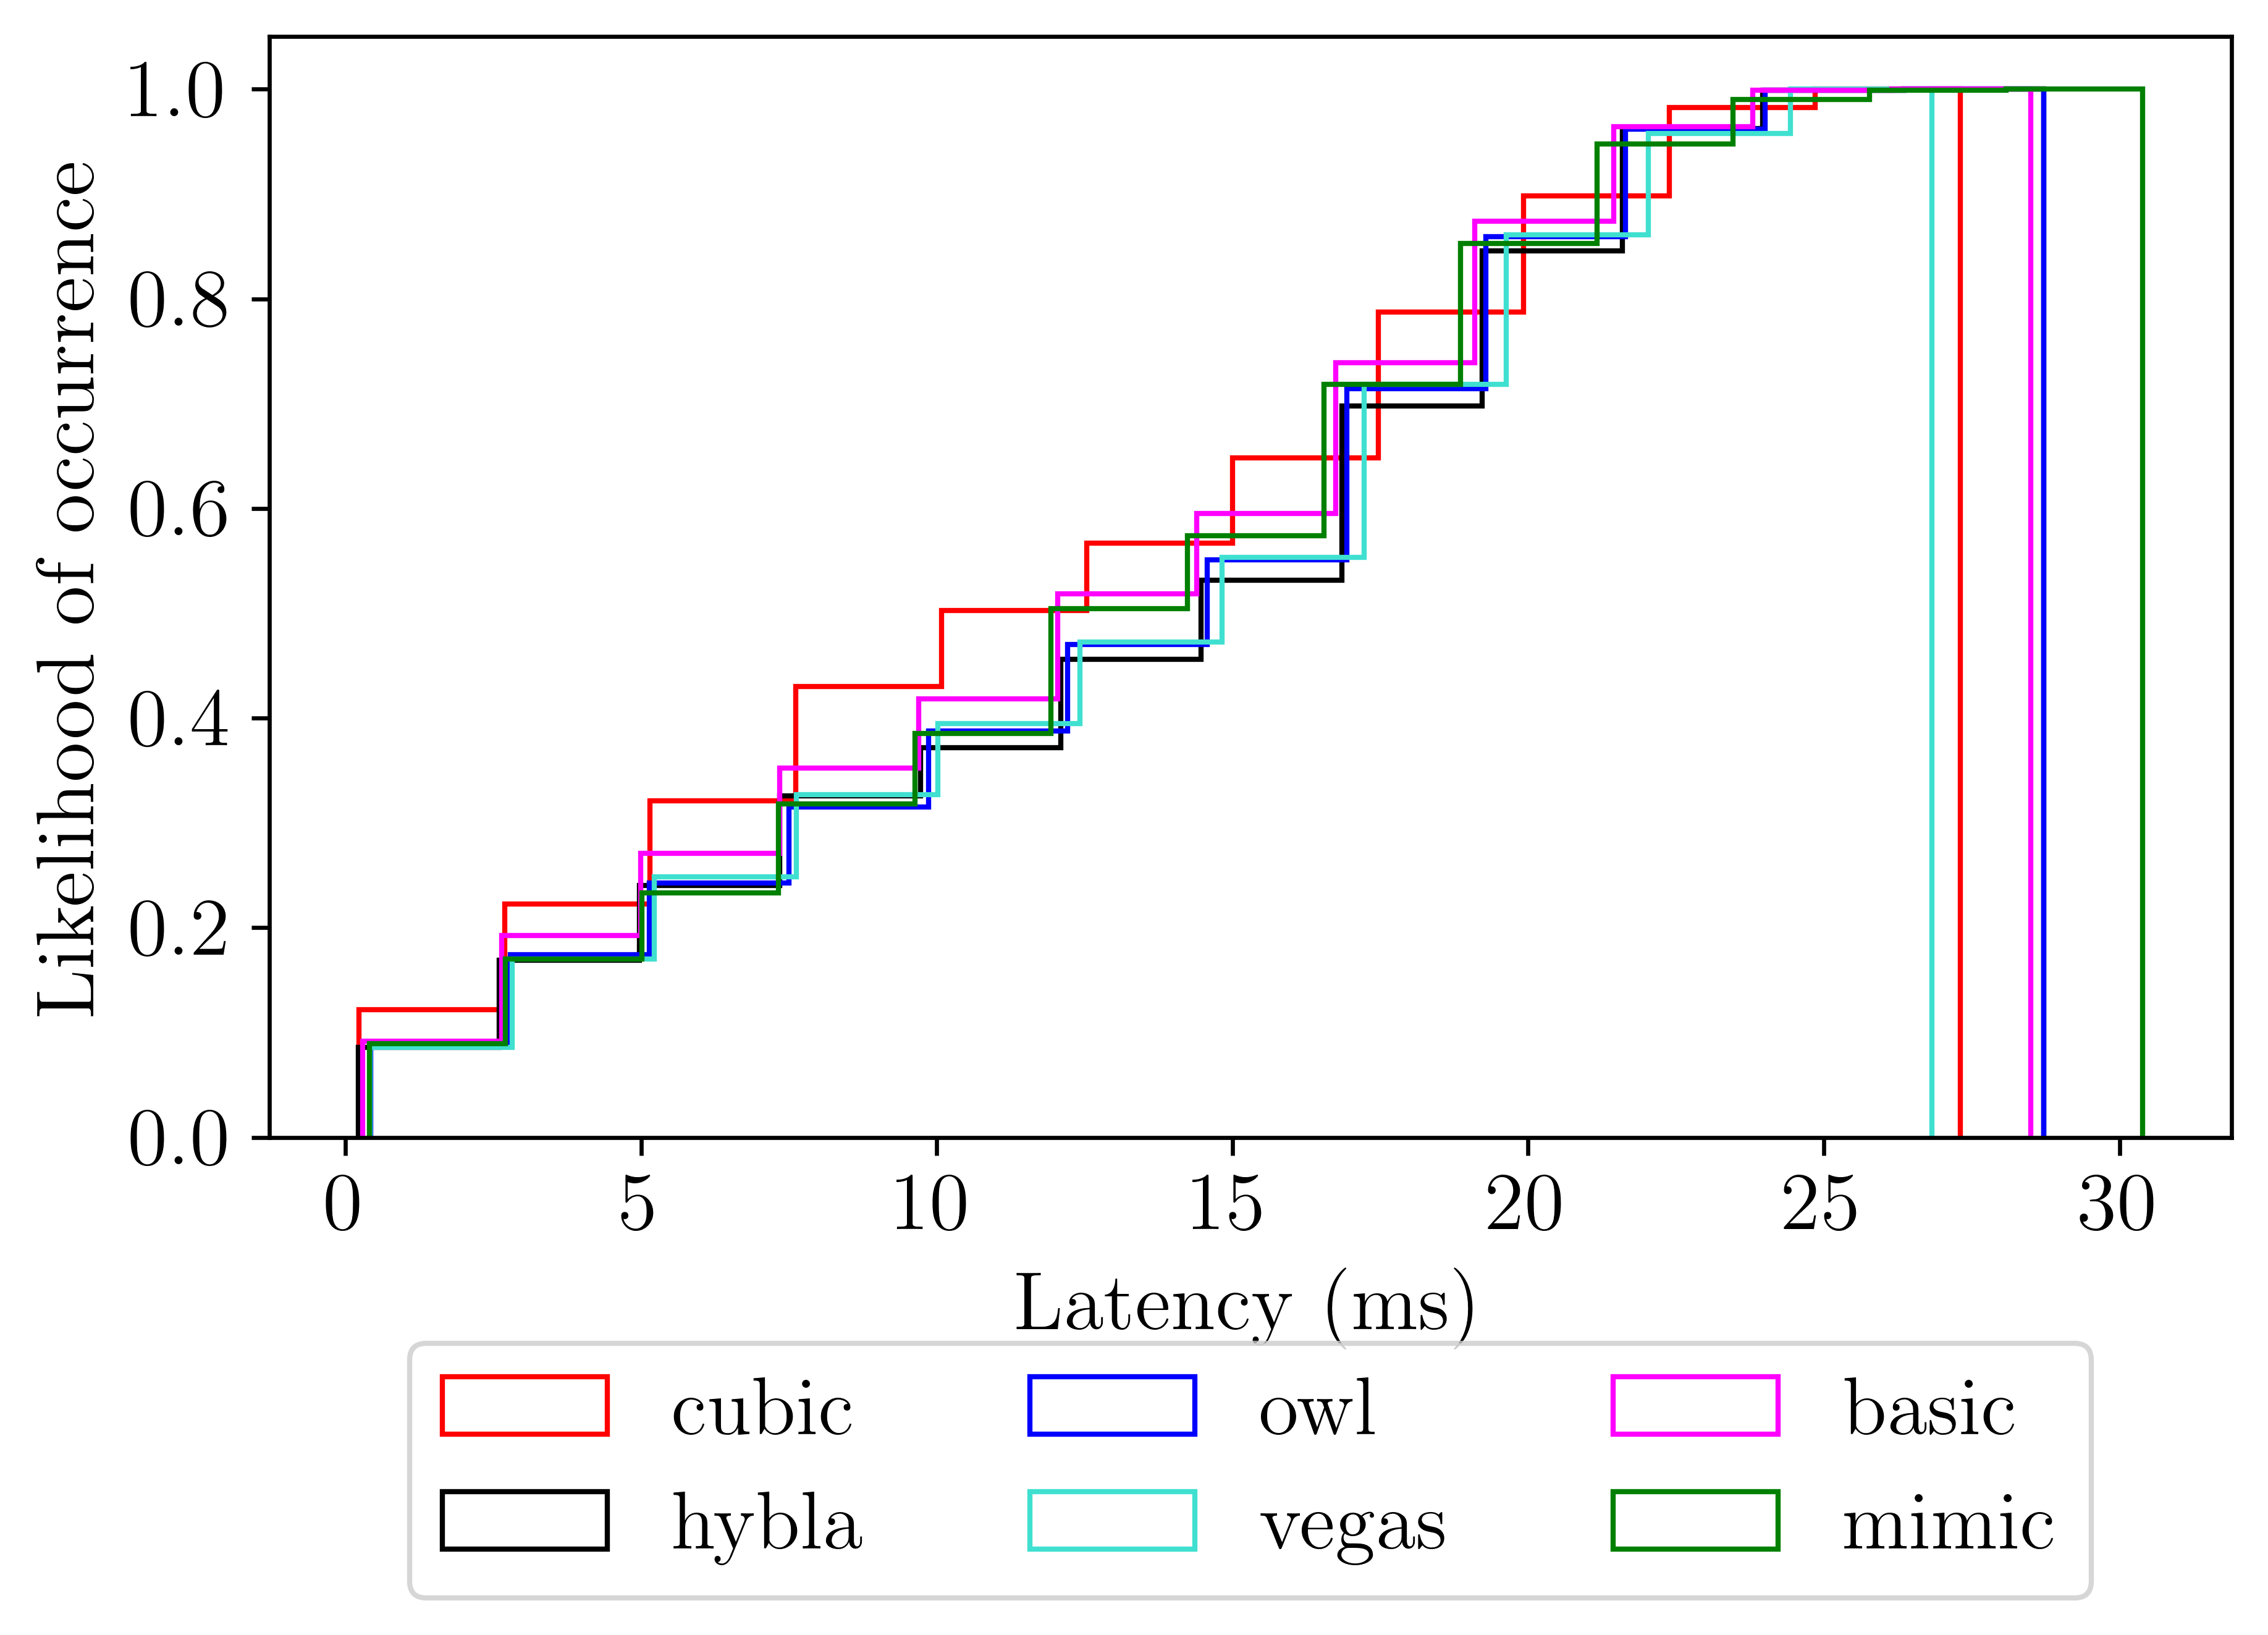 Likelihood of occurrence
1.0
0.8
0.6
0.4
0.2
0.0
0 5 10 15 20 25 30
Latency (ms)
cubic owl basic
hybla vegas mimic